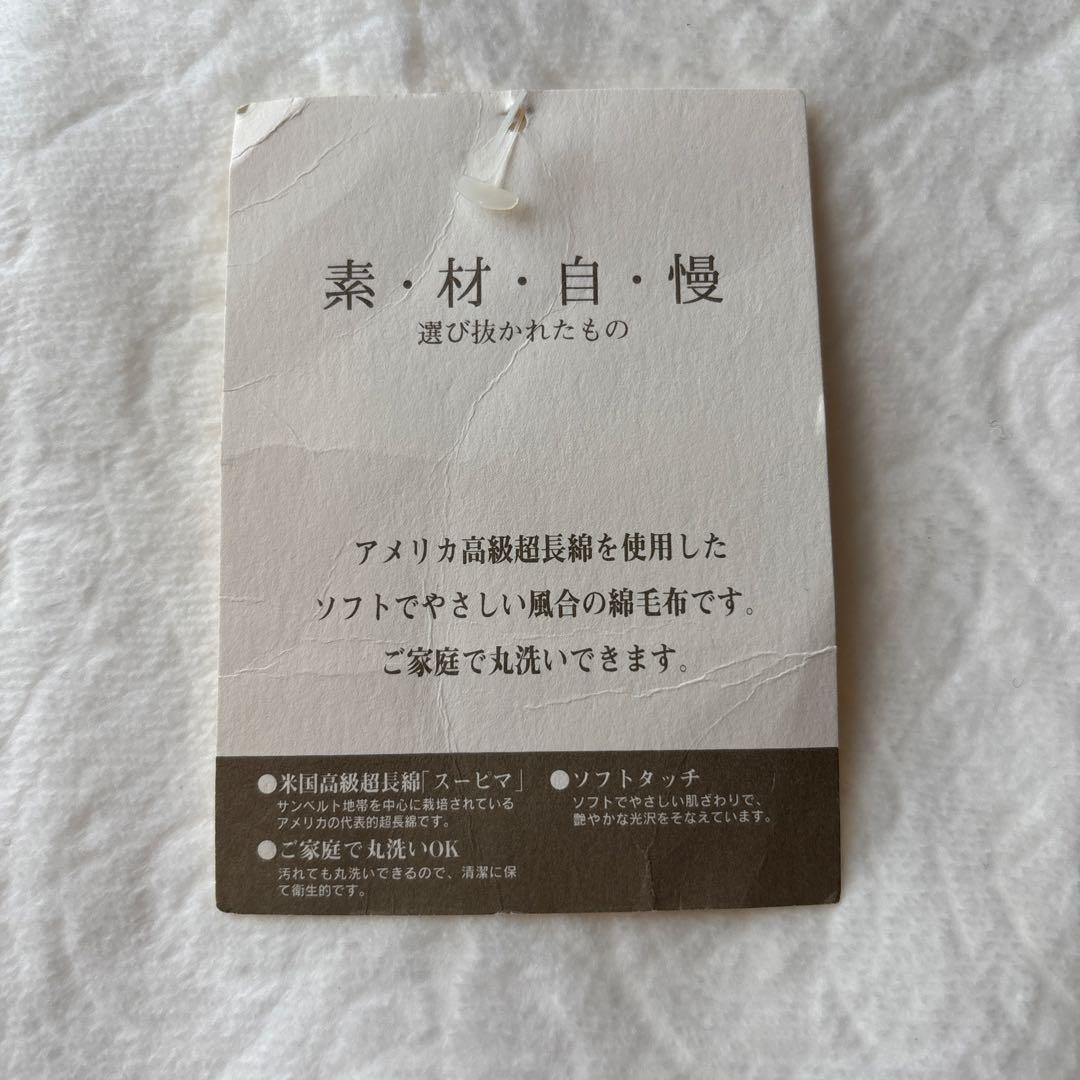 素・材・自・慢
選び抜かれたもの
アメリカ高級超長綿を使用した
ソフトでやさしい風合の綿毛布です。
ご家庭で丸洗いできます。
●米国高級超長綿「スーピマ」
サンベルト地帯を中心に栽培されている
アメリカの代表的超長綿です。
●ご家庭で丸洗いOK
汚れても丸洗いできるので、清潔に保
て衛生的です。
●ソフトタッチ
ソフトでやさしい肌ざわりで、
艶やかな光沢をそなえています。